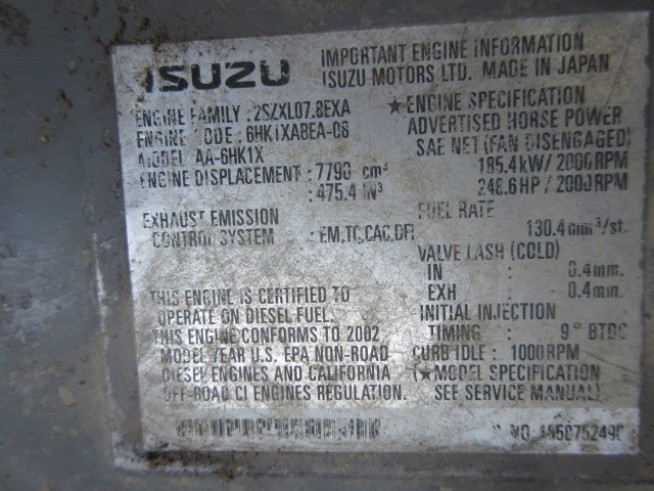 ISUZU
IMPORTANT ENGINE INFORMATION
ISUZU MOTORS LTD. MADE IN JAPAN
ENGINE FAMILY : 2SZXL07.8EXA
ENGINE CODE : 6HK1XABEA-06
MODEL AA-6HK1X
ENGINE DISPLACEMENT : 7790 cm³
: 475.4 IN³
EXHAUST EMISSION
CONTROL SYSTEM : EM,TC,CAC,DFI
THIS ENGINE IS CERTIFIED TO
OPERATE ON DIESEL FUEL.
THIS ENGINE CONFORMS TO 2002
MODEL YEAR U.S. EPA NON-ROAD
DIESEL ENGINES AND CALIFORNIA
OFF-ROAD CI ENGINES REGULATION.
★ENGINE SPECIFICATION
ADVERTISED HORSE POWER
SAE NET (FAN DISENGAGED)
185.4kW/2000RPM
248.6HP/2000RPM
FUEL RATE
130.4mm³/st.
VALVE LASH (COLD)
IN : 0.4mm.
EXH : 0.4mm.
INITIAL INJECTION
TIMING : 9° BTDC
CURB IDLE : 1000RPM
(★MODEL SPECIFICATION
SEE SERVICE MANUAL)
NO.